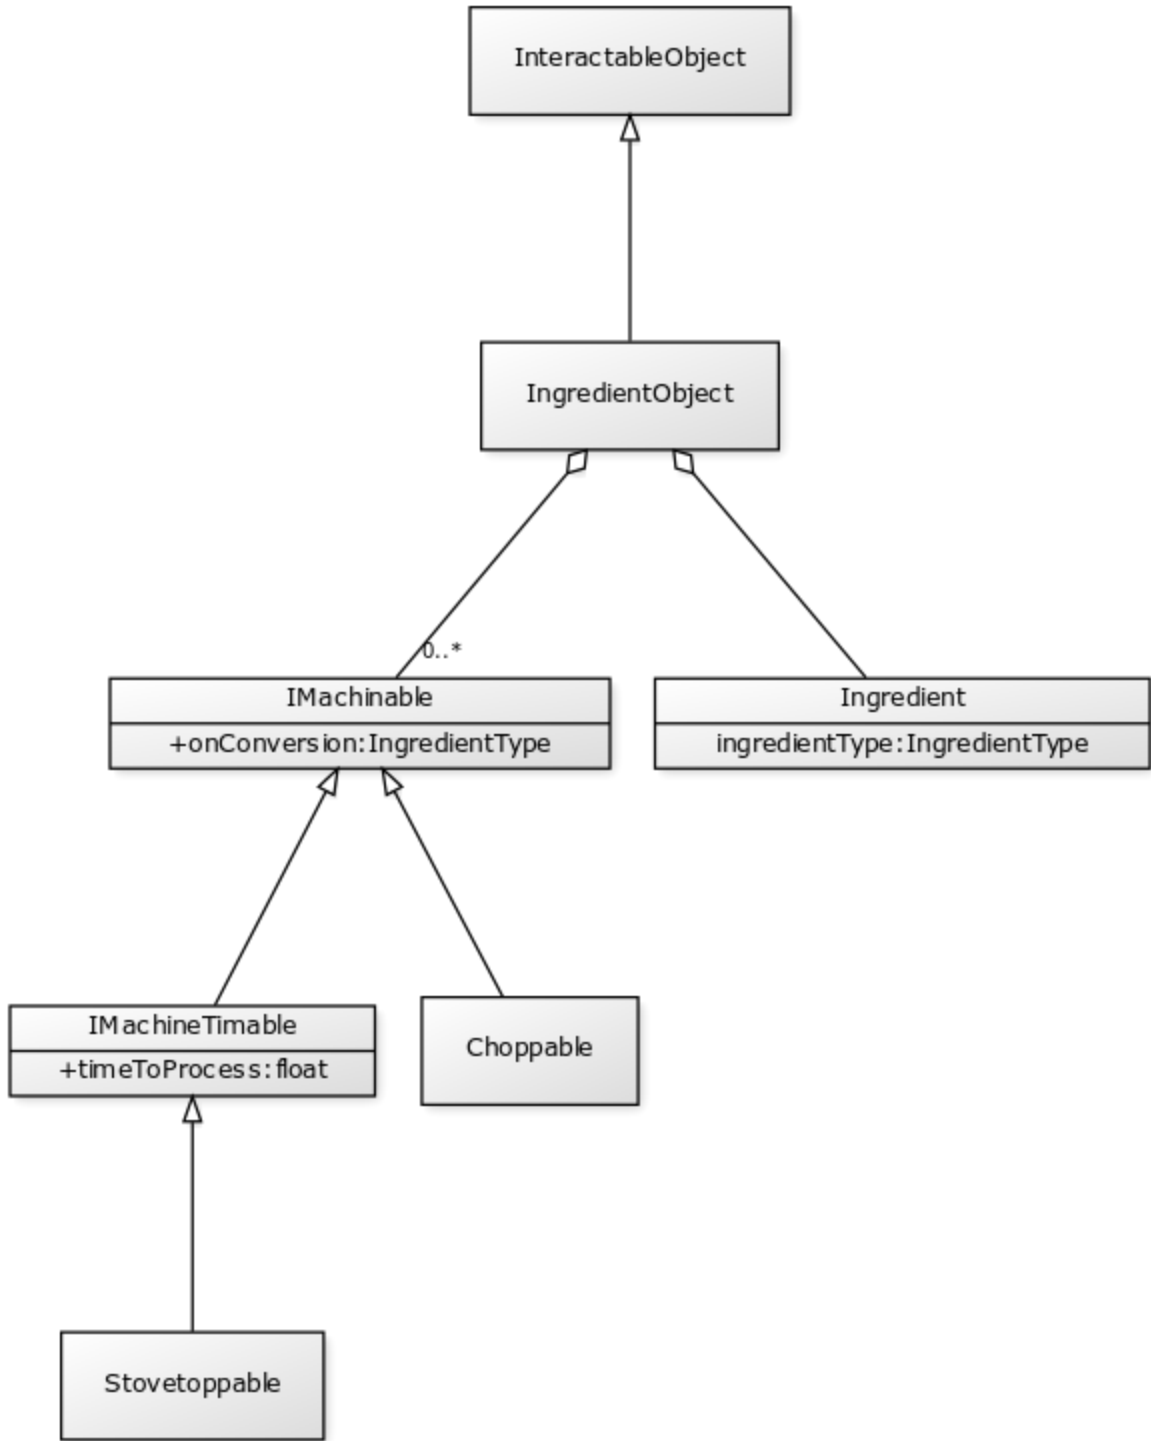 InteractableObject
IngredientObject
0..*
IMachinable
+onConversion:IngredientType
Ingredient
ingredientType:IngredientType
IMachineTimable
+timeToProcess:float
Choppable
Stovetoppable